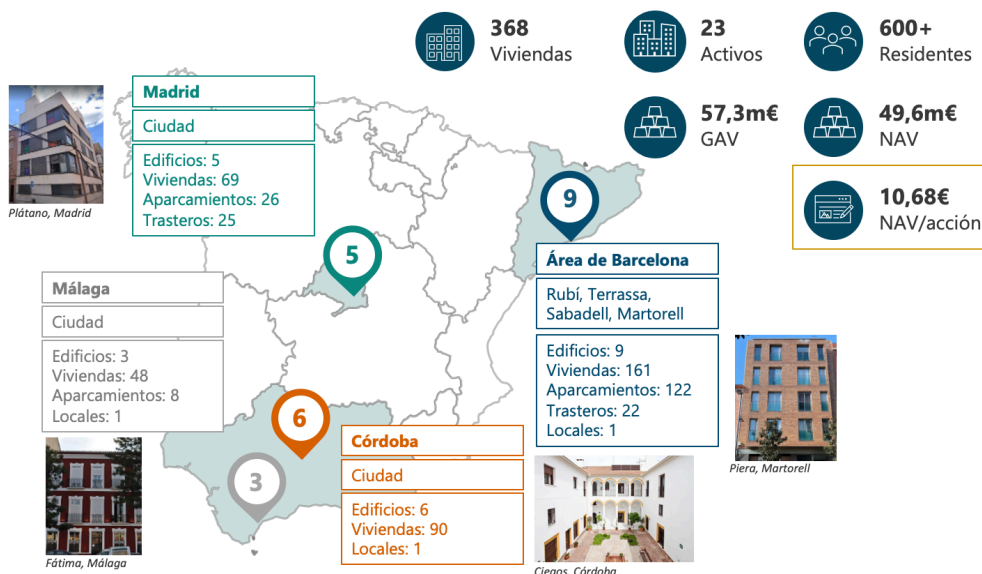 368
Viviendas
23
Activos
600+
Residentes
57,3m€
GAV
49,6m€
NAV
10,68€
NAV/acción
Plátano, Madrid
Madrid
Ciudad
Edificios: 5
Viviendas: 69
Aparcamientos: 26
Trasteros: 25
5
9
Área de Barcelona
Rubí, Terrassa,
Sabadell, Martorell
Edificios: 9
Viviendas: 161
Aparcamientos: 122
Trasteros: 22
Locales: 1
Piera, Martorell
Málaga
Ciudad
Edificios: 3
Viviendas: 48
Aparcamientos: 8
Locales: 1
3
Fátima, Málaga
6
Córdoba
Ciudad
Edificios: 6
Viviendas: 90
Locales: 1
Ciegos, Córdoba